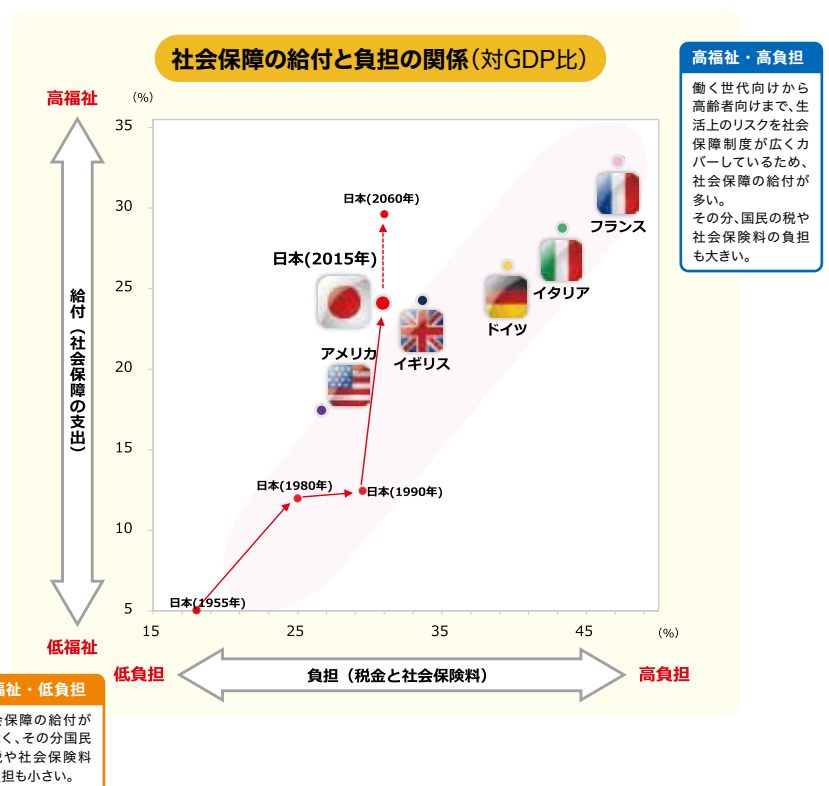 社会保障の給付と負担の関係（対GDP比）
高福祉
（%）
35
30
25
20
15
10
5
給付（社会保障の支出）
低福祉
15
25
35
45
（%）
低負担
負担（税金と社会保険料）
高負担
日本(2060年)
日本(2015年)
アメリカ
イギリス
ドイツ
イタリア
フランス
日本(1980年)
日本(1990年)
日本(1955年)
高福祉・高負担
働く世代向けから
高齢者向けまで、生
活上のリスクを社会
保障制度が広くカ
バーしているため、
社会保障の給付が
多い。
その分、国民の税や
社会保険料の負担
も大きい。
福祉・低負担
会保障の給付が
く、その分国民
税や社会保険料
担も小さい。